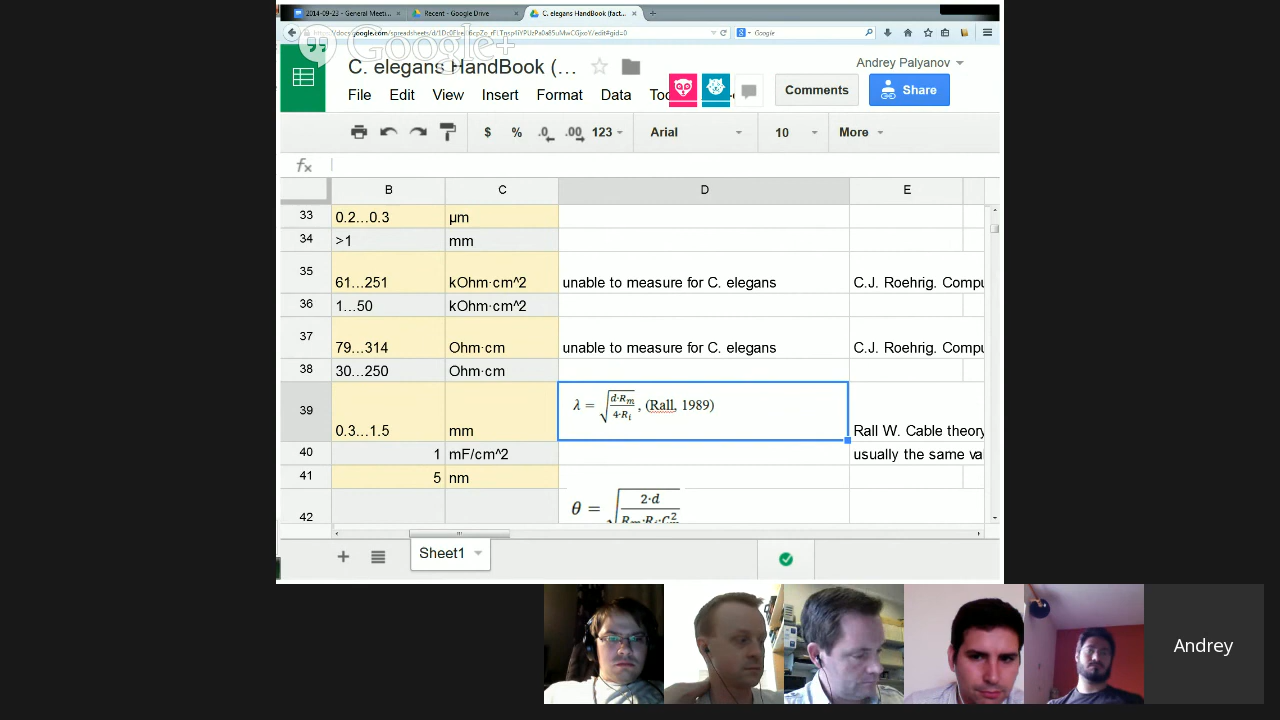 2014-09-23 - General Meeti...
Recent - Google Drive
C. elegans HandBook (fact...
Google
Google+
C. elegans HandBook (...
Andrey Palyanov
File Edit View Insert Format Data
Comments
Share
$ % .0 .00 123
Arial
10
More
fx
B C D E
33 0.2...0.3 µm
34 >1 mm
35 61...251 kOhm·cm^2 unable to measure for C. elegans C.J. Roehrig. Compu
36 1...50 kOhm·cm^2
37 79...314 Ohm·cm unable to measure for C. elegans C.J. Roehrig. Compu
38 30...250 Ohm·cm
39 0.3...1.5 mm λ = √(d·Rm / 4·Ri) , (Rall, 1989) Rall W. Cable theory
40 1 mF/cm^2 usually the same va
41 5 nm
42 θ = √(2·d / Rm·Ri·C²m)
Sheet1
Andrey